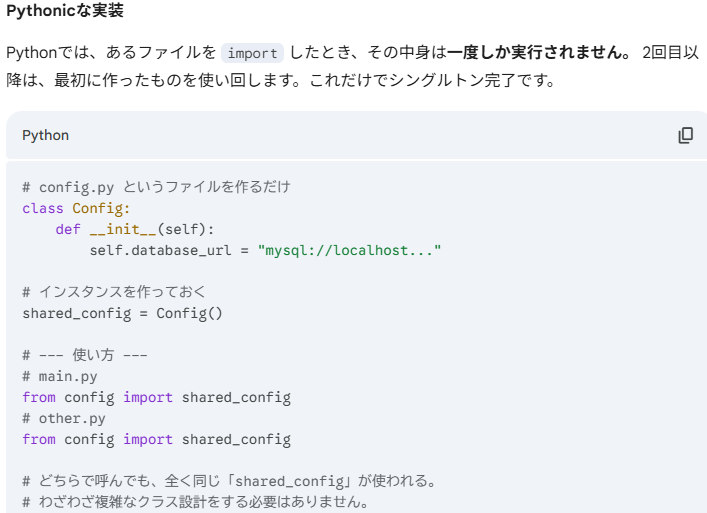 Pythonicな実装
Pythonでは、あるファイルを import したとき、その中身は一度しか実行されません。 2回目以
降は、最初に作ったものを使い回します。これだけでシングルトン完了です。
Python
# config.py というファイルを作るだけ
class Config:
    def __init__(self):
        self.database_url = "mysql://localhost..."
# インスタンスを作っておく
shared_config = Config()
# --- 使い方 ---
# main.py
from config import shared_config
# other.py
from config import shared_config
# どちらで呼んでも、全く同じ「shared_config」が使われる。
# わざわざ複雑なクラス設計をする必要はありません。